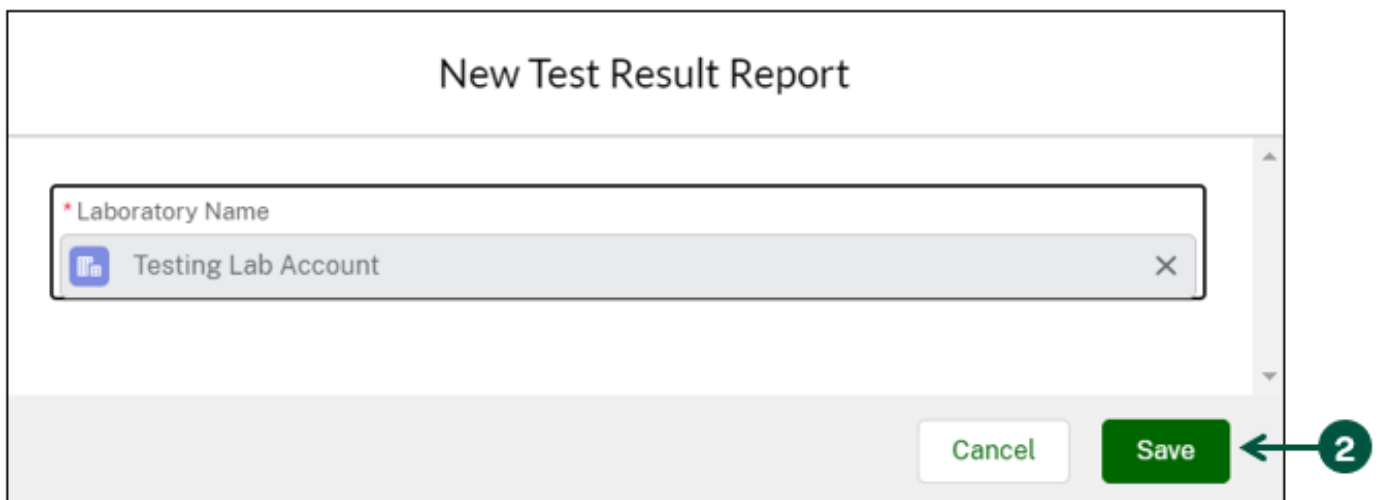 New Test Result Report
*Laboratory Name
Testing Lab Account
Cancel
Save
2